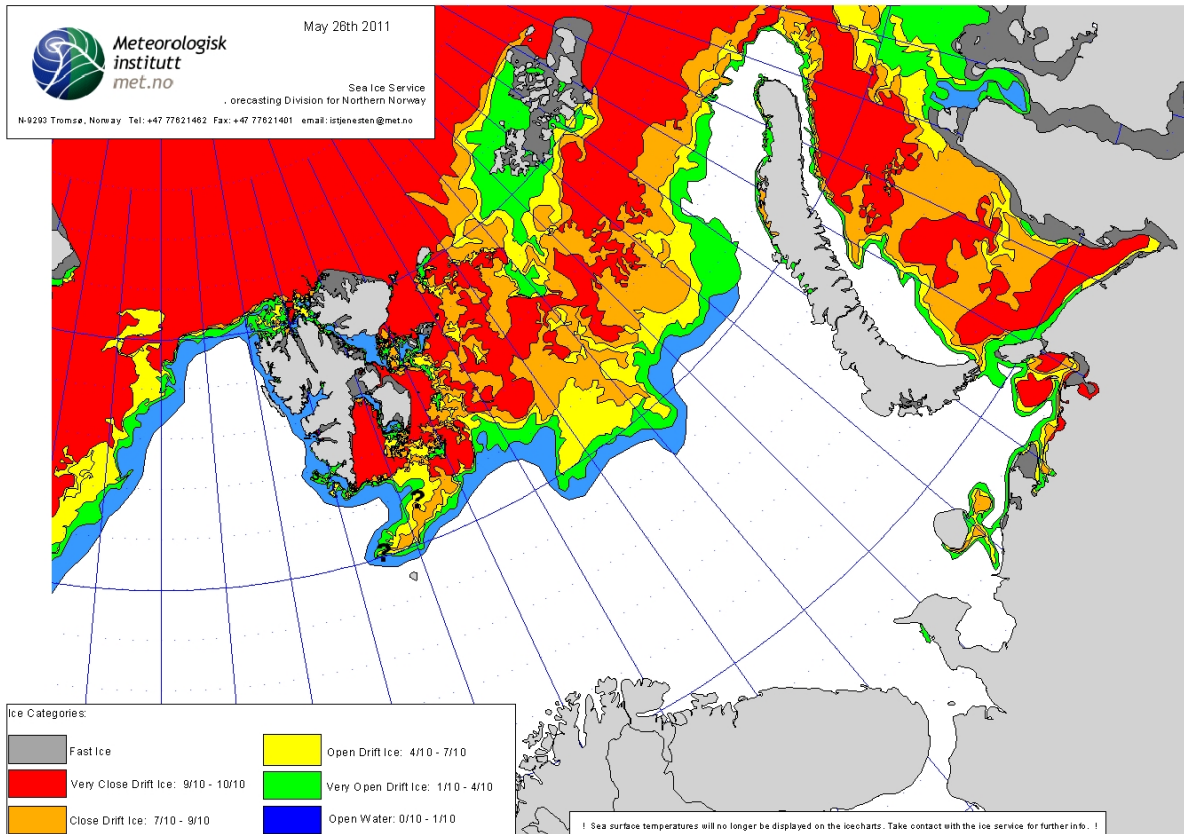 Meteorologisk
institutt
met.no
May 26th 2011
Sea Ice Service
. orecasting Division for Northern Norway
N-9293 Tromsø, Norway Tel: +47 77621462 Fax: +47 77621401 email: istjenesten@met.no
?
?
Ice Categories:
Fast Ice
Very Close Drift Ice: 9/10 - 10/10
Close Drift Ice: 7/10 - 9/10
Open Drift Ice: 4/10 - 7/10
Very Open Drift Ice: 1/10 - 4/10
Open Water: 0/10 - 1/10
! Sea surface temperatures will no longer be displayed on the icecharts. Take contact with the ice service for further info. !